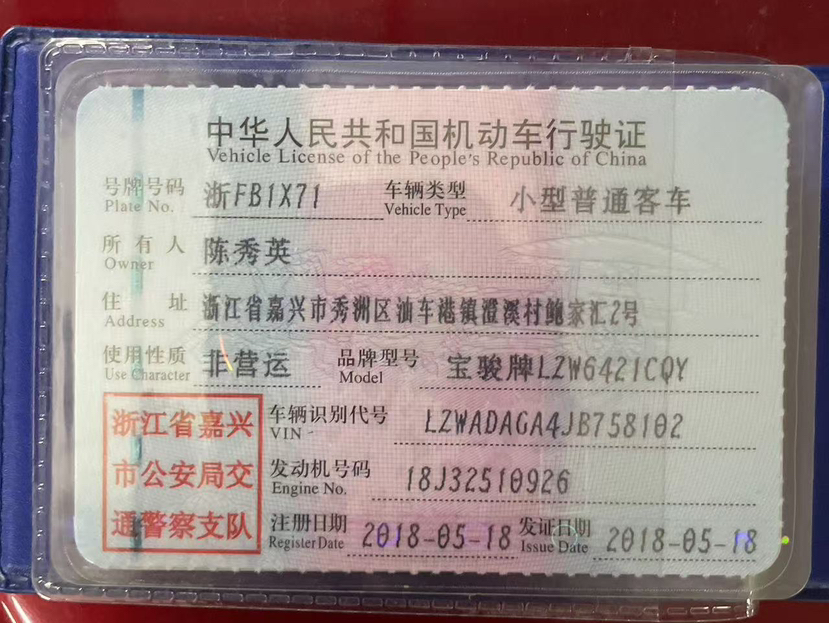 中华人民共和国机动车行驶证
Vehicle License of the People's Republic of China
号牌号码 浙FB1X71 车辆类型 小型普通客车
Plate No. Vehicle Type
所有人 陈秀英
Owner
住址 浙江省嘉兴市秀洲区油车港镇澄溪村鲍家汇2号
Address
使用性质 非营运 品牌型号 宝骏牌LZW6421CQY
Use Character Model
浙江省嘉兴 车辆识别代号 LZWADAGA4JB758102
VIN
市公安局交 发动机号码 18J32510926
Engine No.
通警察支队 注册日期 2018-05-18 发证日期 2018-05-18
Register Date Issue Date